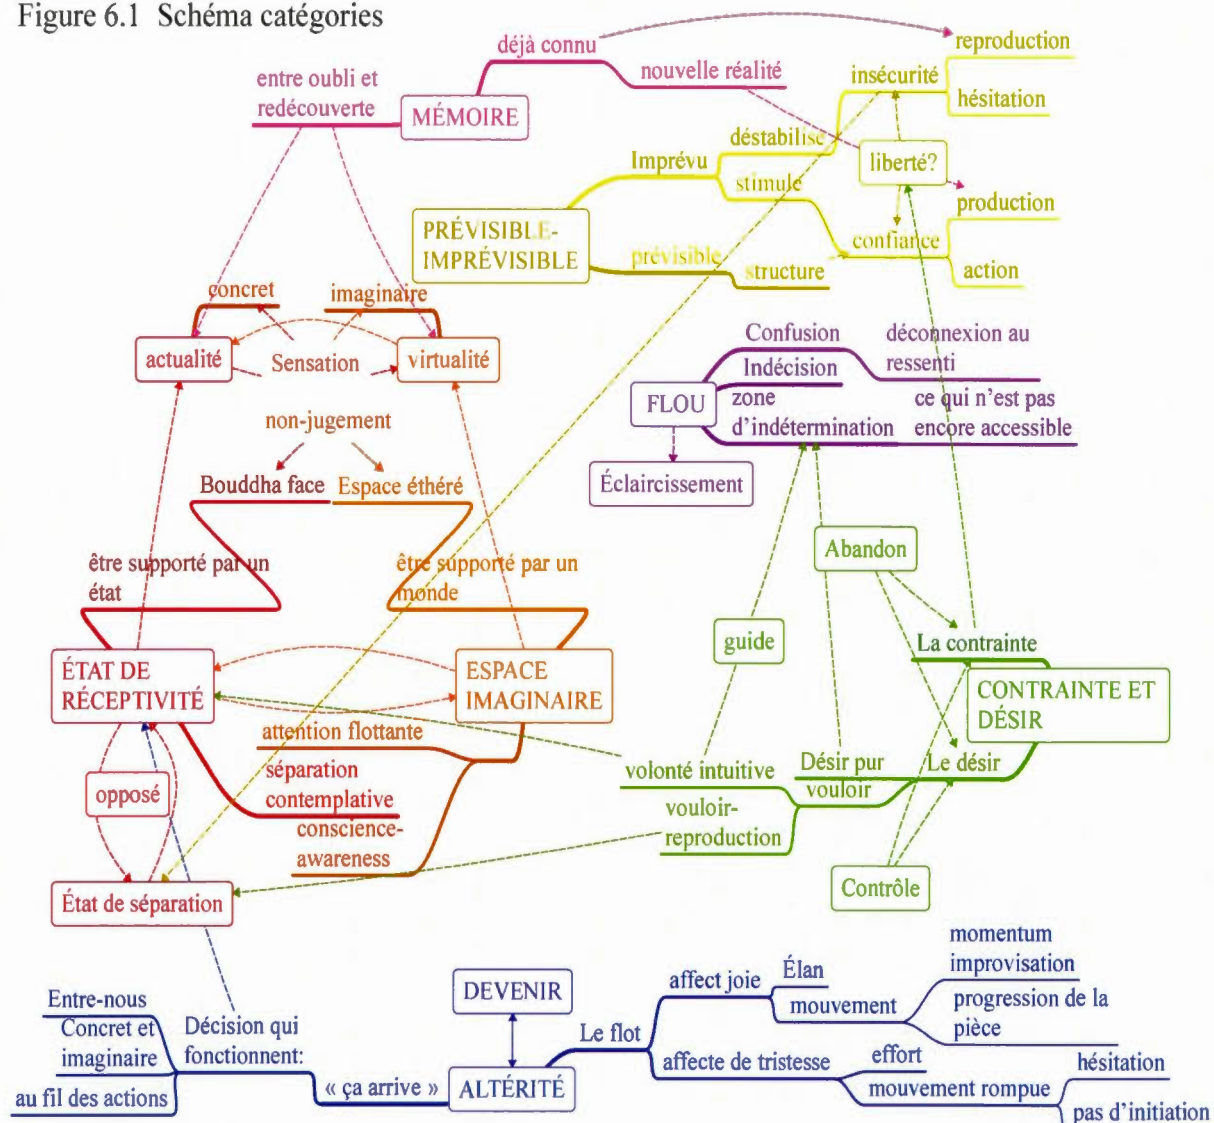 Figure 6.1 Schéma catégories
déjà connu
reproduction
entre oubli et
redécouverte
MÉMOIRE
nouvelle réalité
insécurité
hésitation
déstabilise
Imprévu
liberté?
stimule
production
PRÉVISIBLE-
IMPRÉVISIBLE
prévisible
confiance
structure
action
concret
imaginaire
actualité
Sensation
virtualité
Confusion
déconnexion au
ressenti
Indécision
FLOU
zone
d'indétermination
ce qui n'est pas
encore accessible
non-jugement
Éclaircissement
Bouddha face
Espace éthéré
Abandon
être supporté par un
état
être supporté par un
monde
guide
La contrainte
ÉTAT DE
RÉCEPTIVITÉ
ESPACE
IMAGINAIRE
CONTRAINTE ET
DÉSIR
attention flottante
séparation
contemplative
conscience-
awareness
opposé
volonté intuitive
Désir pur
vouloir
Le désir
vouloir-
reproduction
Contrôle
État de séparation
momentum
improvisation
DEVENIR
affect joie
Élan
mouvement
progression de la
pièce
Entre-nous
Concret et
imaginaire
au fil des actions
Décision qui
fonctionnent:
« ça arrive »
ALTÉRITÉ
Le flot
affecte de tristesse
effort
mouvement rompue
hésitation
pas d'initiation